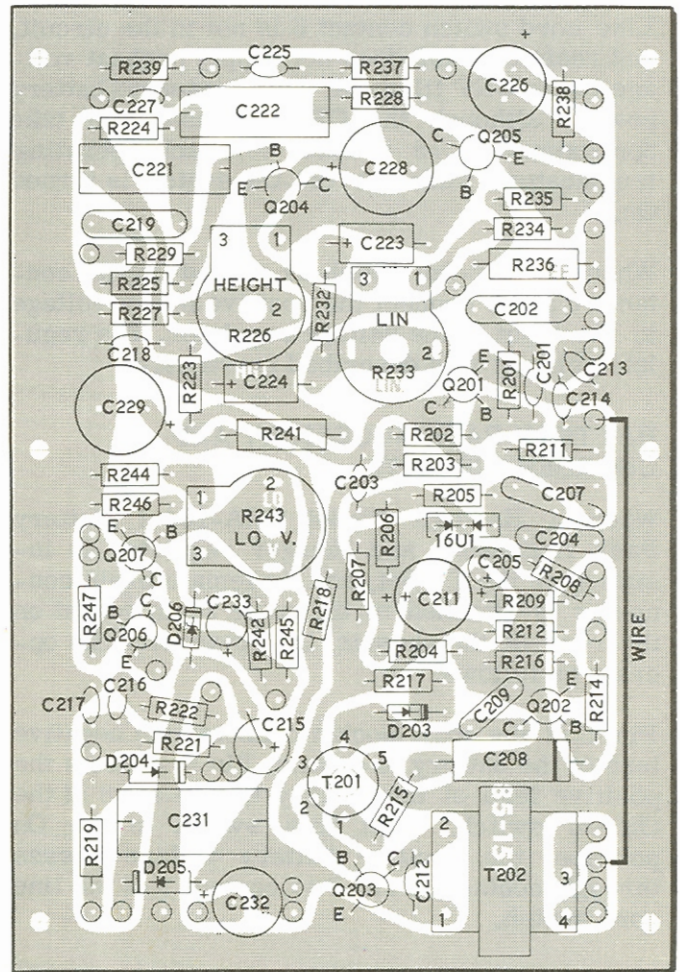 +
C225
R239
R237
C227
C222
R228
C226
R238
R224
Q205
C
E
B
C221
B
E
C
Q204
+
C228
R235
C219
R234
3
1
+
C223
R229
R236
HEIGHT
3
1
R225
R232
C202
2
LIN
R227
R226
2
C218
R233
E
C213
R223
+
C224
Q201
R201
C201
C
B
C214
C229
+
R241
R202
R211
R203
R244
2
C203
R205
C207
1
R246
R243
LO V.
E
B
R206
16U1
C204
Q207
3
C205
C
R207
+
+
C211
+
R208
R247
B
C
D206
C233
R218
R209
Q206
+
R242
R245
R212
E
R204
WIRE
R216
C216
R217
E
C217
R222
C209
Q202
R214
C215
D203
C
B
R221
+
4
D204
3
5
C208
T201
C231
2
R215
85-15
1
2
R219
D205
B
C
T202
3
+
C232
Q203
C212
E
1
4